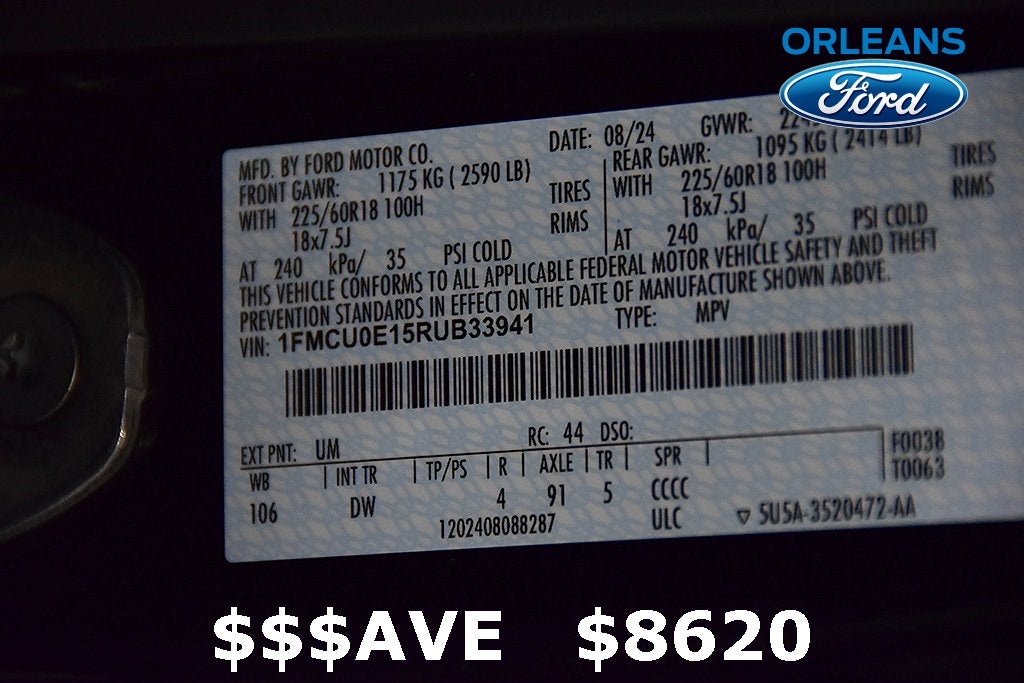 ORLEANS
Ford
MFD. BY FORD MOTOR CO. DATE: 08/24 GVWR:
FRONT GAWR: 1175 KG ( 2590 LB) REAR GAWR: 1095 KG ( 2414 LB)
WITH 225/60R18 100H TIRES WITH 225/60R18 100H TIRES
18x7.5J RIMS 18x7.5J RIMS
AT 240 kPa/ 35 PSI COLD AT 240 kPa/ 35 PSI COLD
THIS VEHICLE CONFORMS TO ALL APPLICABLE FEDERAL MOTOR VEHICLE SAFETY AND THEFT
PREVENTION STANDARDS IN EFFECT ON THE DATE OF MANUFACTURE SHOWN ABOVE.
VIN: 1FMCU0E15RUB33941 TYPE: MPV
EXT PNT: UM RC: 44 DSO: F0038
WB INT TR TP/PS R AXLE TR SPR T0063
106 DW 4 91 5 CCCC
1202408088287 ULC ▽ 5U5A-3520472-AA
$$$AVE $8620